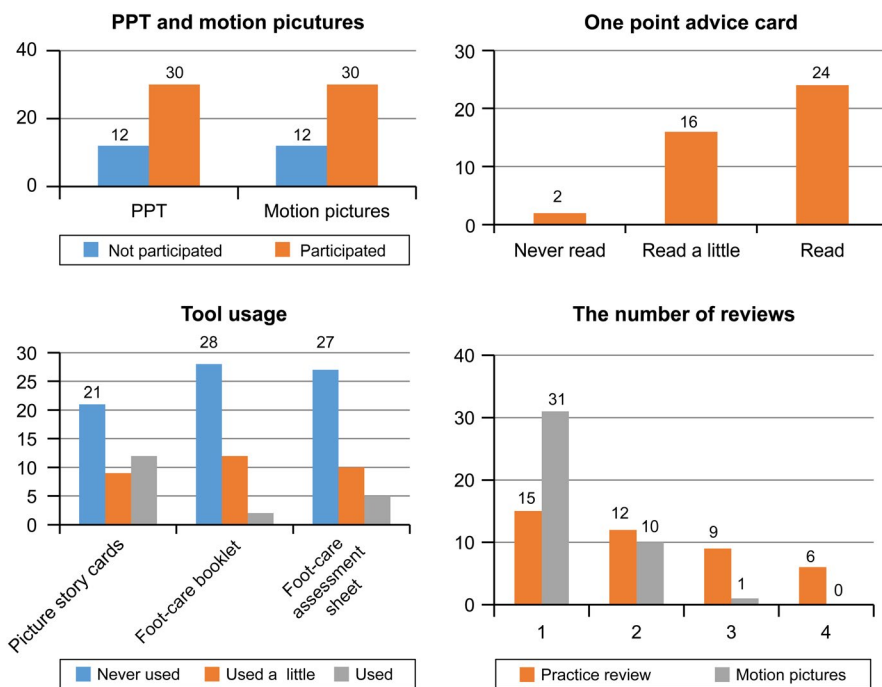 PPT and motion picutures
40
20
0
12
30
12
30
PPT
Motion pictures
Not participated
Participated
One point advice card
30
20
10
0
2
16
24
Never read
Read a little
Read
Tool usage
30
25
20
15
10
5
0
21
28
27
Picture story cards
Foot-care booklet
Foot-care
assessment
sheet
Never used
Used a little
Used
The number of reviews
40
30
20
10
0
15
31
12
10
9
1
6
0
1
2
3
4
Practice review
Motion pictures